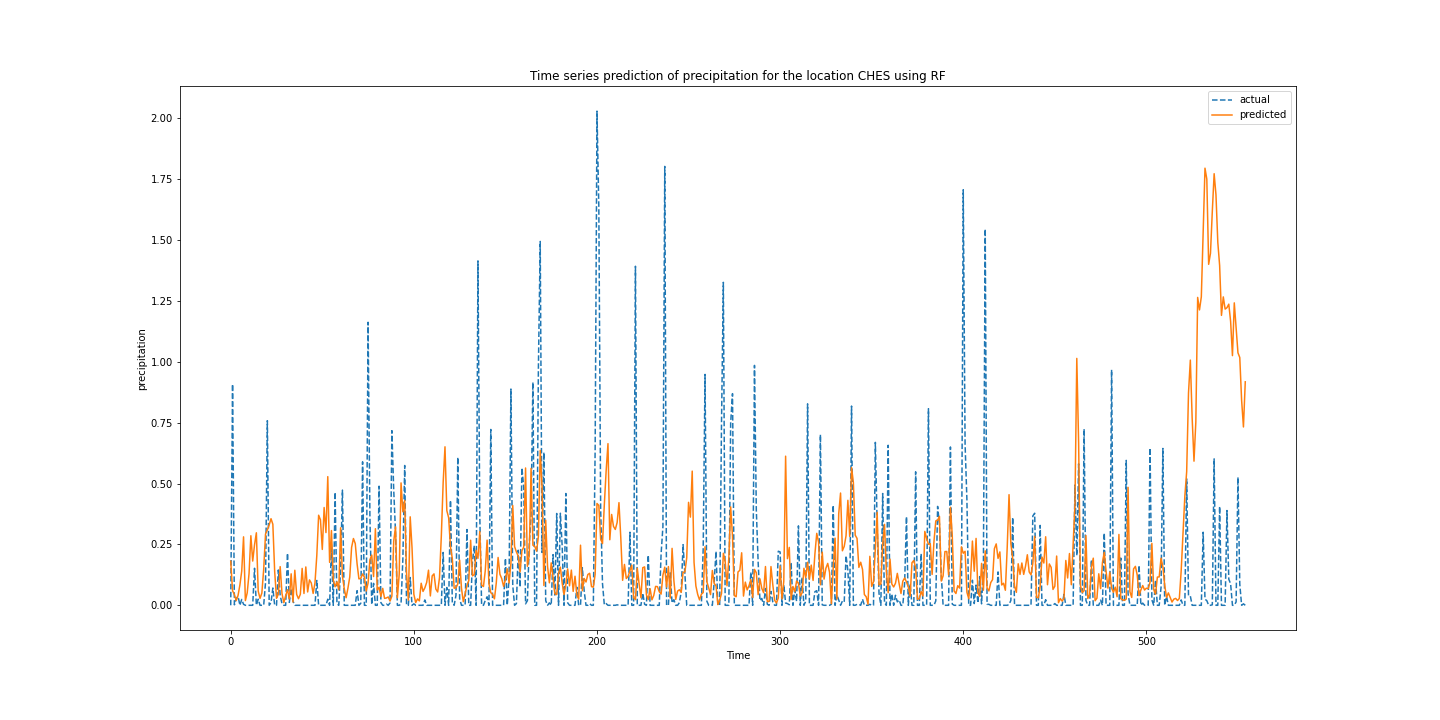 Time series prediction of precipitation for the location CHES using RF
actual
predicted
2.00
1.75
1.50
1.25
1.00
0.75
0.50
0.25
0.00
precipitation
0 100 200 300 400 500
Time